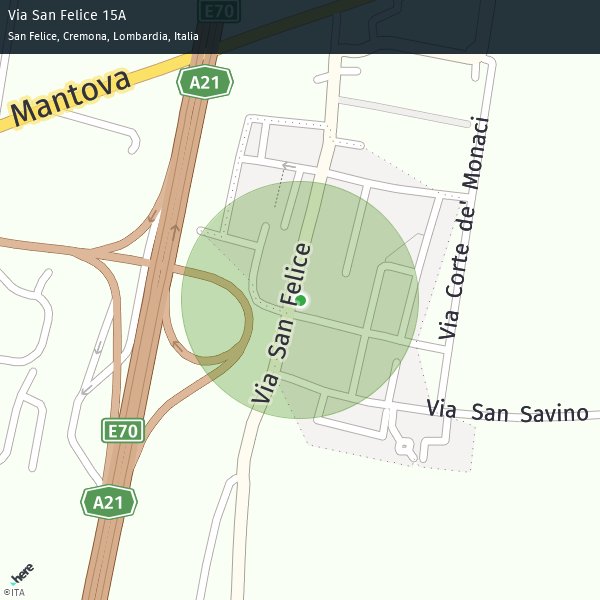 Via San Felice 15A
San Felice, Cremona, Lombardia, Italia
E70
A21
Mantova
Via Corte de' Monaci
Via San Felice
Via San Savino
E70
A21
here
©ITA